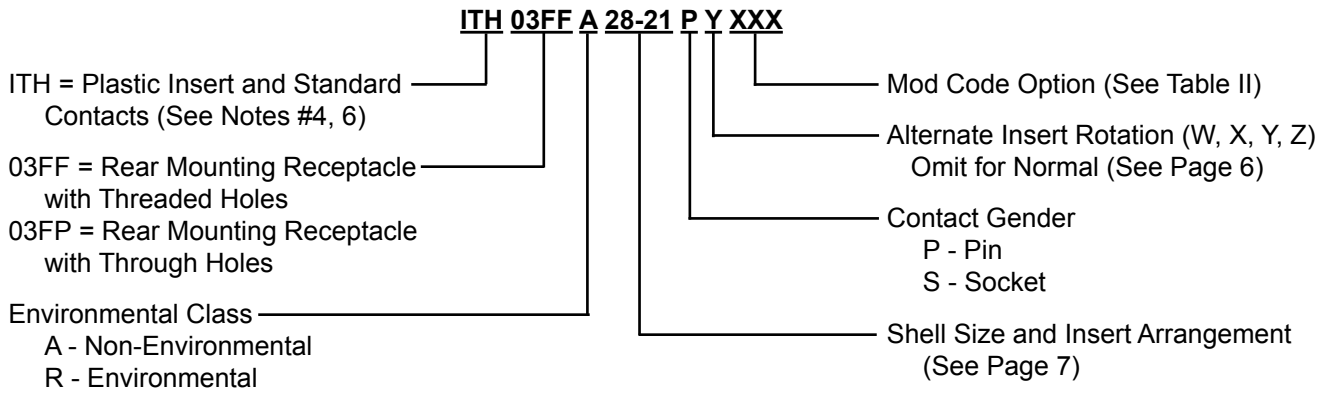 ITH 03FF A 28-21 P Y XXX
ITH = Plastic Insert and Standard
Contacts (See Notes #4, 6)
03FF = Rear Mounting Receptacle
with Threaded Holes
03FP = Rear Mounting Receptacle
with Through Holes
Environmental Class
A - Non-Environmental
R - Environmental
Mod Code Option (See Table II)
Alternate Insert Rotation (W, X, Y, Z)
Omit for Normal (See Page 6)
Contact Gender
P - Pin
S - Socket
Shell Size and Insert Arrangement
(See Page 7)